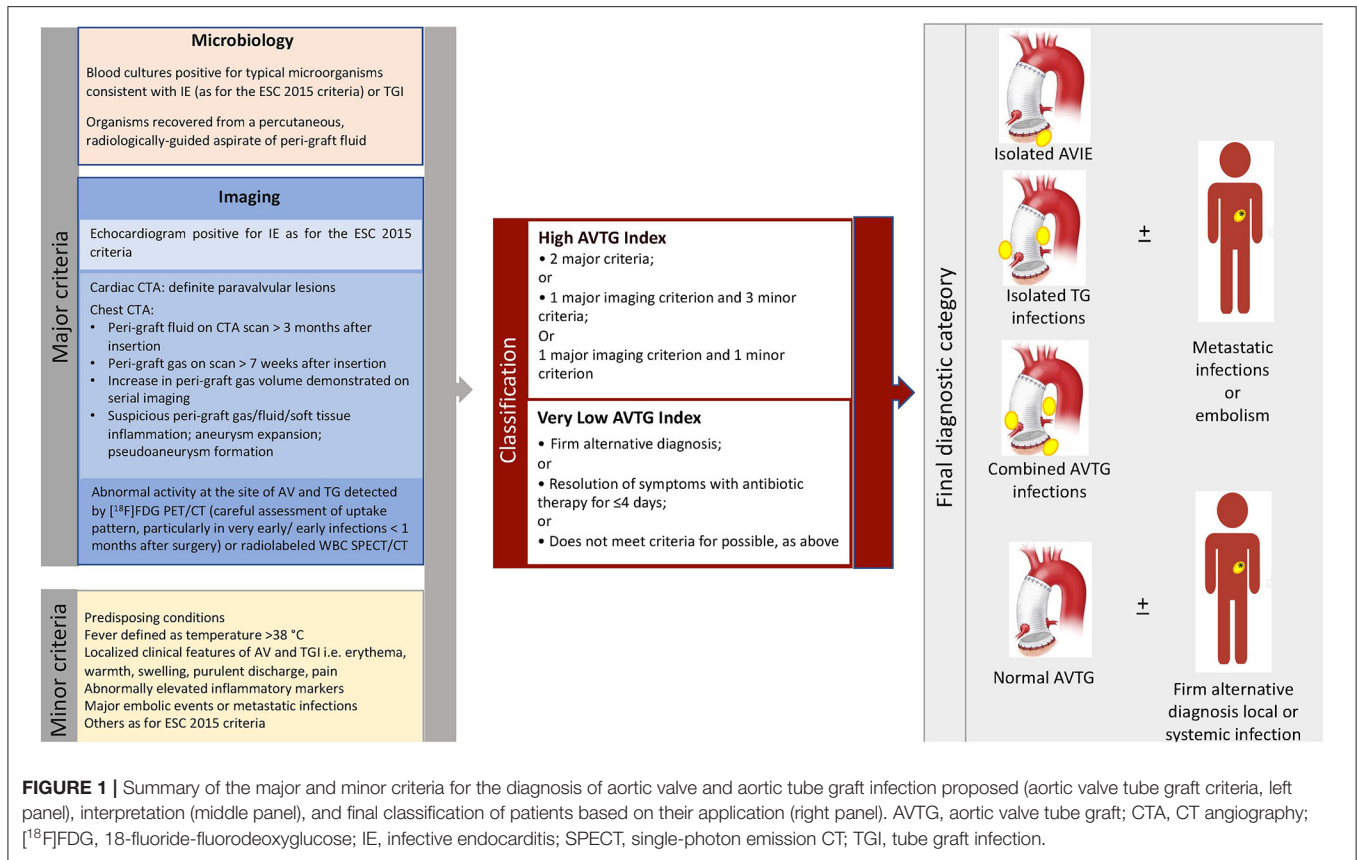 Major criteria
Microbiology
Blood cultures positive for typical microorganisms
consistent with IE (as for the ESC 2015 criteria) or TGI
Organisms recovered from a percutaneous,
radiologically-guided aspirate of peri-graft fluid
Imaging
Echocardiogram positive for IE as for the ESC 2015
criteria
Cardiac CTA: definite paravalvular lesions
Chest CTA:
• Peri-graft fluid on CTA scan > 3 months after
insertion
• Peri-graft gas on scan > 7 weeks after insertion
• Increase in peri-graft gas volume demonstrated on
serial imaging
• Suspicious peri-graft gas/fluid/soft tissue
inflammation; aneurysm expansion;
pseudoaneurysm formation
Abnormal activity at the site of AV and TG detected
by [18F]FDG PET/CT (careful assessment of uptake
pattern, particularly in very early/ early infections < 1
months after surgery) or radiolabeled WBC SPECT/CT
Minor criteria
Predisposing conditions
Fever defined as temperature >38 °C
Localized clinical features of AV and TGI i.e. erythema,
warmth, swelling, purulent discharge, pain
Abnormally elevated inflammatory markers
Major embolic events or metastatic infections
Others as for ESC 2015 criteria
Classification
High AVTG Index
• 2 major criteria;
or
• 1 major imaging criterion and 3 minor
criteria;
Or
1 major imaging criterion and 1 minor
criterion
Very Low AVTG Index
• Firm alternative diagnosis;
or
• Resolution of symptoms with antibiotic
therapy for ≤4 days;
or
• Does not meet criteria for possible, as above
Final diagnostic category
Isolated AVIE
Isolated TG
infections
Combined AVTG
infections
Normal AVTG
±
*
Metastatic
infections
or
embolism
±
*
Firm alternative
diagnosis local or
systemic infection
FIGURE 1 | Summary of the major and minor criteria for the diagnosis of aortic valve and aortic tube graft infection proposed (aortic valve tube graft criteria, left
panel), interpretation (middle panel), and final classification of patients based on their application (right panel). AVTG, aortic valve tube graft; CTA, CT angiography;
[18F]FDG, 18-fluoride-fluorodeoxyglucose; IE, infective endocarditis; SPECT, single-photon emission CT; TGI, tube graft infection.